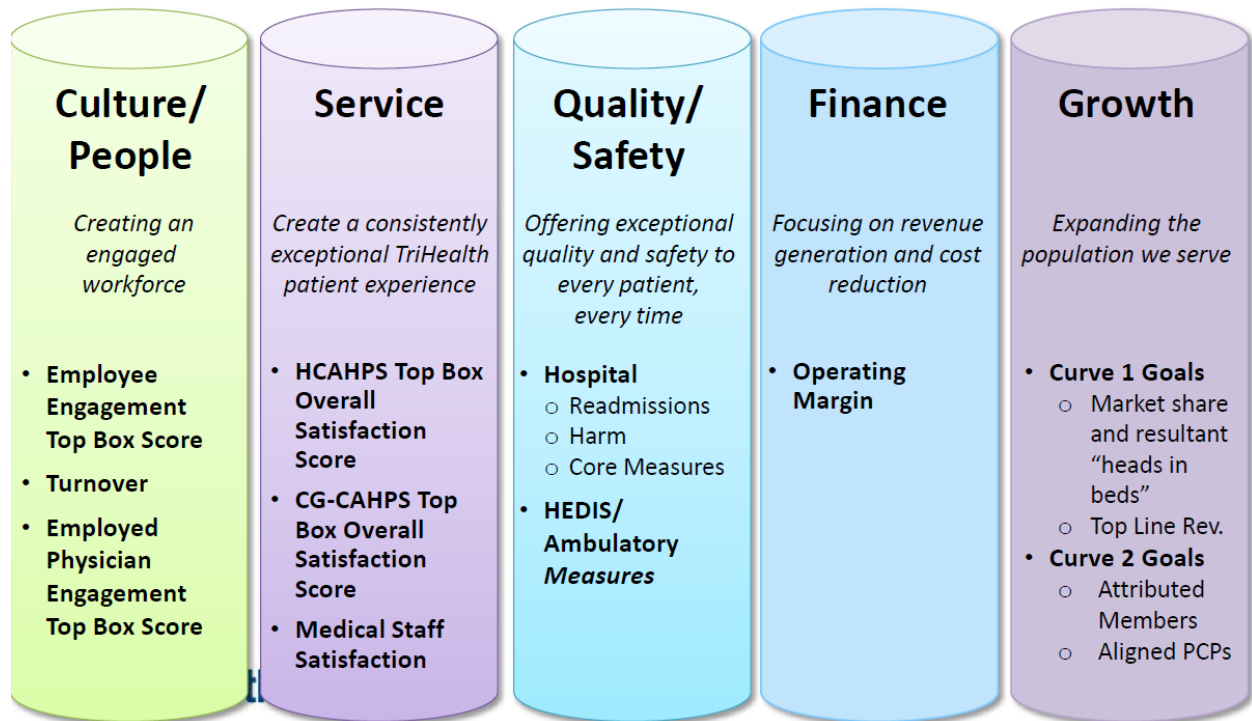 Culture/
People
Creating an
engaged
workforce
• Employee
Engagement
Top Box Score
• Turnover
• Employed
Physician
Engagement
Top Box Score
Service
Create a consistently
exceptional TriHealth
patient experience
• HCAHPS Top Box
Overall
Satisfaction
Score
• CG-CAHPS Top
Box Overall
Satisfaction
Score
• Medical Staff
Satisfaction
Quality/
Safety
Offering exceptional
quality and safety to
every patient,
every time
• Hospital
o Readmissions
o Harm
o Core Measures
• HEDIS/
Ambulatory
Measures
Finance
Focusing on revenue
generation and cost
reduction
• Operating
Margin
Growth
Expanding the
population we serve
• Curve 1 Goals
o Market share
and resultant
“heads in
beds”
o Top Line Rev.
• Curve 2 Goals
o Attributed
Members
o Aligned PCPs